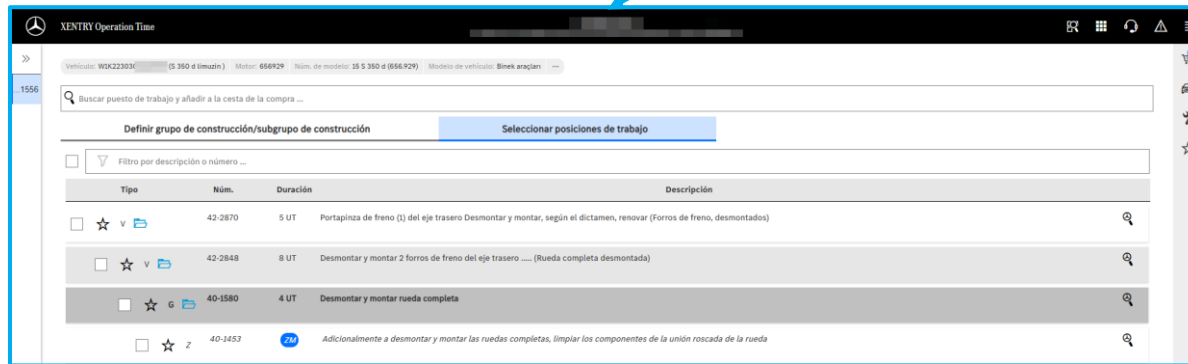 XENTRY Operation Time
Vehículo: W1K22303( (S 350 d limuzin ) Motor: 656929 Núm. de modelo: 15 S 350 d (656.929) Modelo de vehículo: Binek araçları ···
...1556
Buscar puesto de trabajo y añadir a la cesta de la compra ...
Definir grupo de construcción/subgrupo de construcción Seleccionar posiciones de trabajo
Filtro por descripción o número ...
Tipo Núm. Duración Descripción
V 42-2870 5 UT Portapinza de freno (1) del eje trasero Desmontar y montar, según el dictamen, renovar (Forros de freno, desmontados)
V 42-2848 8 UT Desmontar y montar 2 forros de freno del eje trasero ..... (Rueda completa desmontada)
G 40-1580 4 UT Desmontar y montar rueda completa
Z 40-1453 ZM Adicionalmente a desmontar y montar las ruedas completas, limpiar los componentes de la unión roscada de la rueda